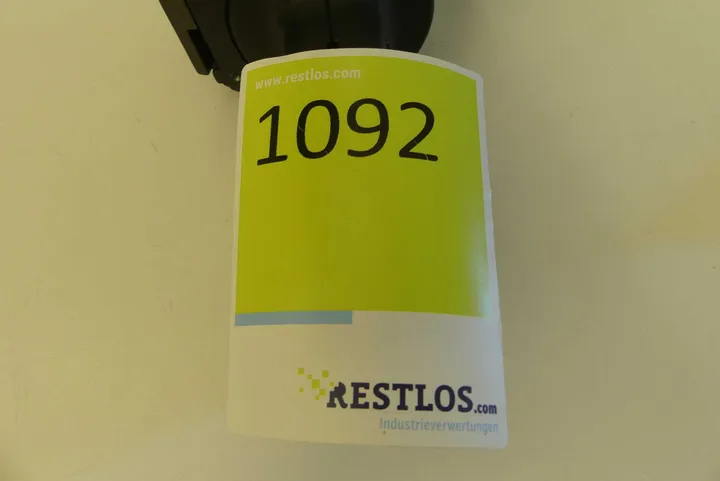 www.restlos.com
1092
RESTLOS.com
Industrieverwertungen